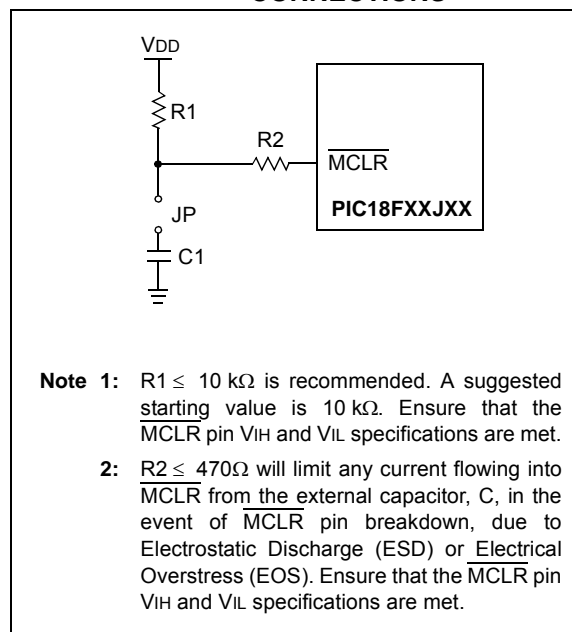 CONNECTIONS
VDD
R1
R2
MCLR
PIC18FXXJXX
JP
C1
Note 1: R1 ≤ 10 kΩ is recommended. A suggested
starting value is 10 kΩ. Ensure that the
MCLR pin VIH and VIL specifications are met.
2: R2 ≤ 470Ω will limit any current flowing into
MCLR from the external capacitor, C, in the
event of MCLR pin breakdown, due to
Electrostatic Discharge (ESD) or Electrical
Overstress (EOS). Ensure that the MCLR pin
VIH and VIL specifications are met.